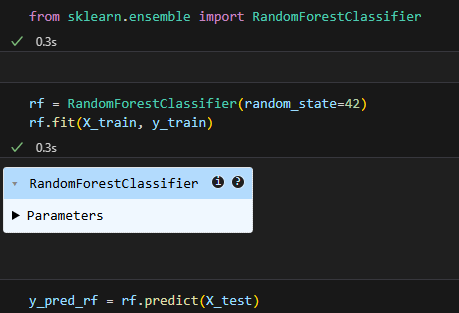 from sklearn.ensemble import RandomForestClassifier
0.3s
rf = RandomForestClassifier(random_state=42)
rf.fit(X_train, y_train)
0.3s
RandomForestClassifier i ?
Parameters
y_pred_rf = rf.predict(X_test)